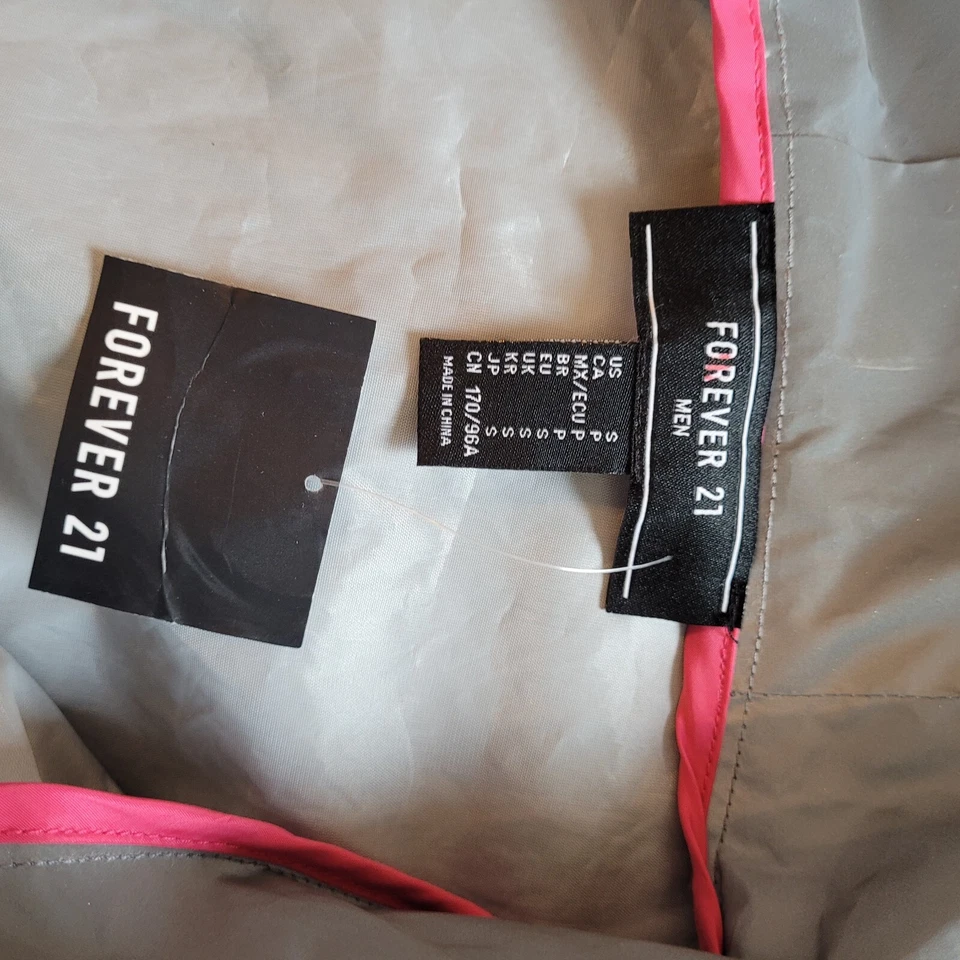 FOREVER 21
MEN
US S
CA P
MX/ECU P
BR P
EU S
UK S
KR S
JP S
CN 170/96A
MADE IN CHINA
FOREVER 21